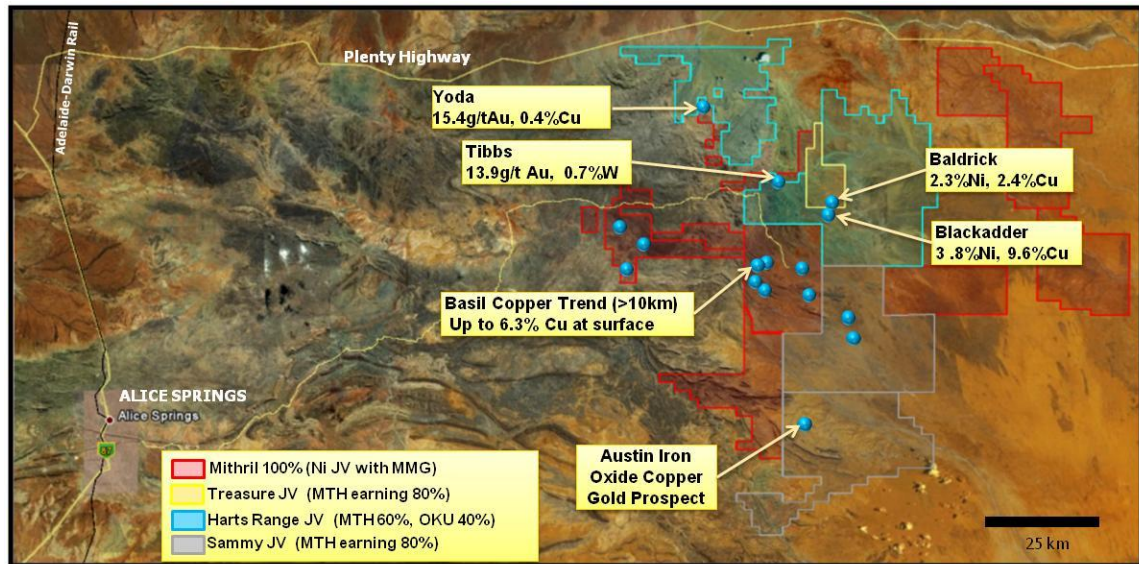 Plenty Highway
Adelaide-Darwin Rail
Yoda
15.4g/tAu, 0.4%Cu
Tibbs
13.9g/t Au, 0.7%W
Baldrick
2.3%Ni, 2.4%Cu
Blackadder
3 .8%Ni, 9.6%Cu
Basil Copper Trend (>10km)
Up to 6.3% Cu at surface
ALICE SPRINGS
Alice Springs
Austin Iron
Oxide Copper
Gold Prospect
Mithril 100% (Ni JV with MMG)
Treasure JV (MTH earning 80%)
Harts Range JV (MTH 60%, OKU 40%)
Sammy JV (MTH earning 80%)
25 km